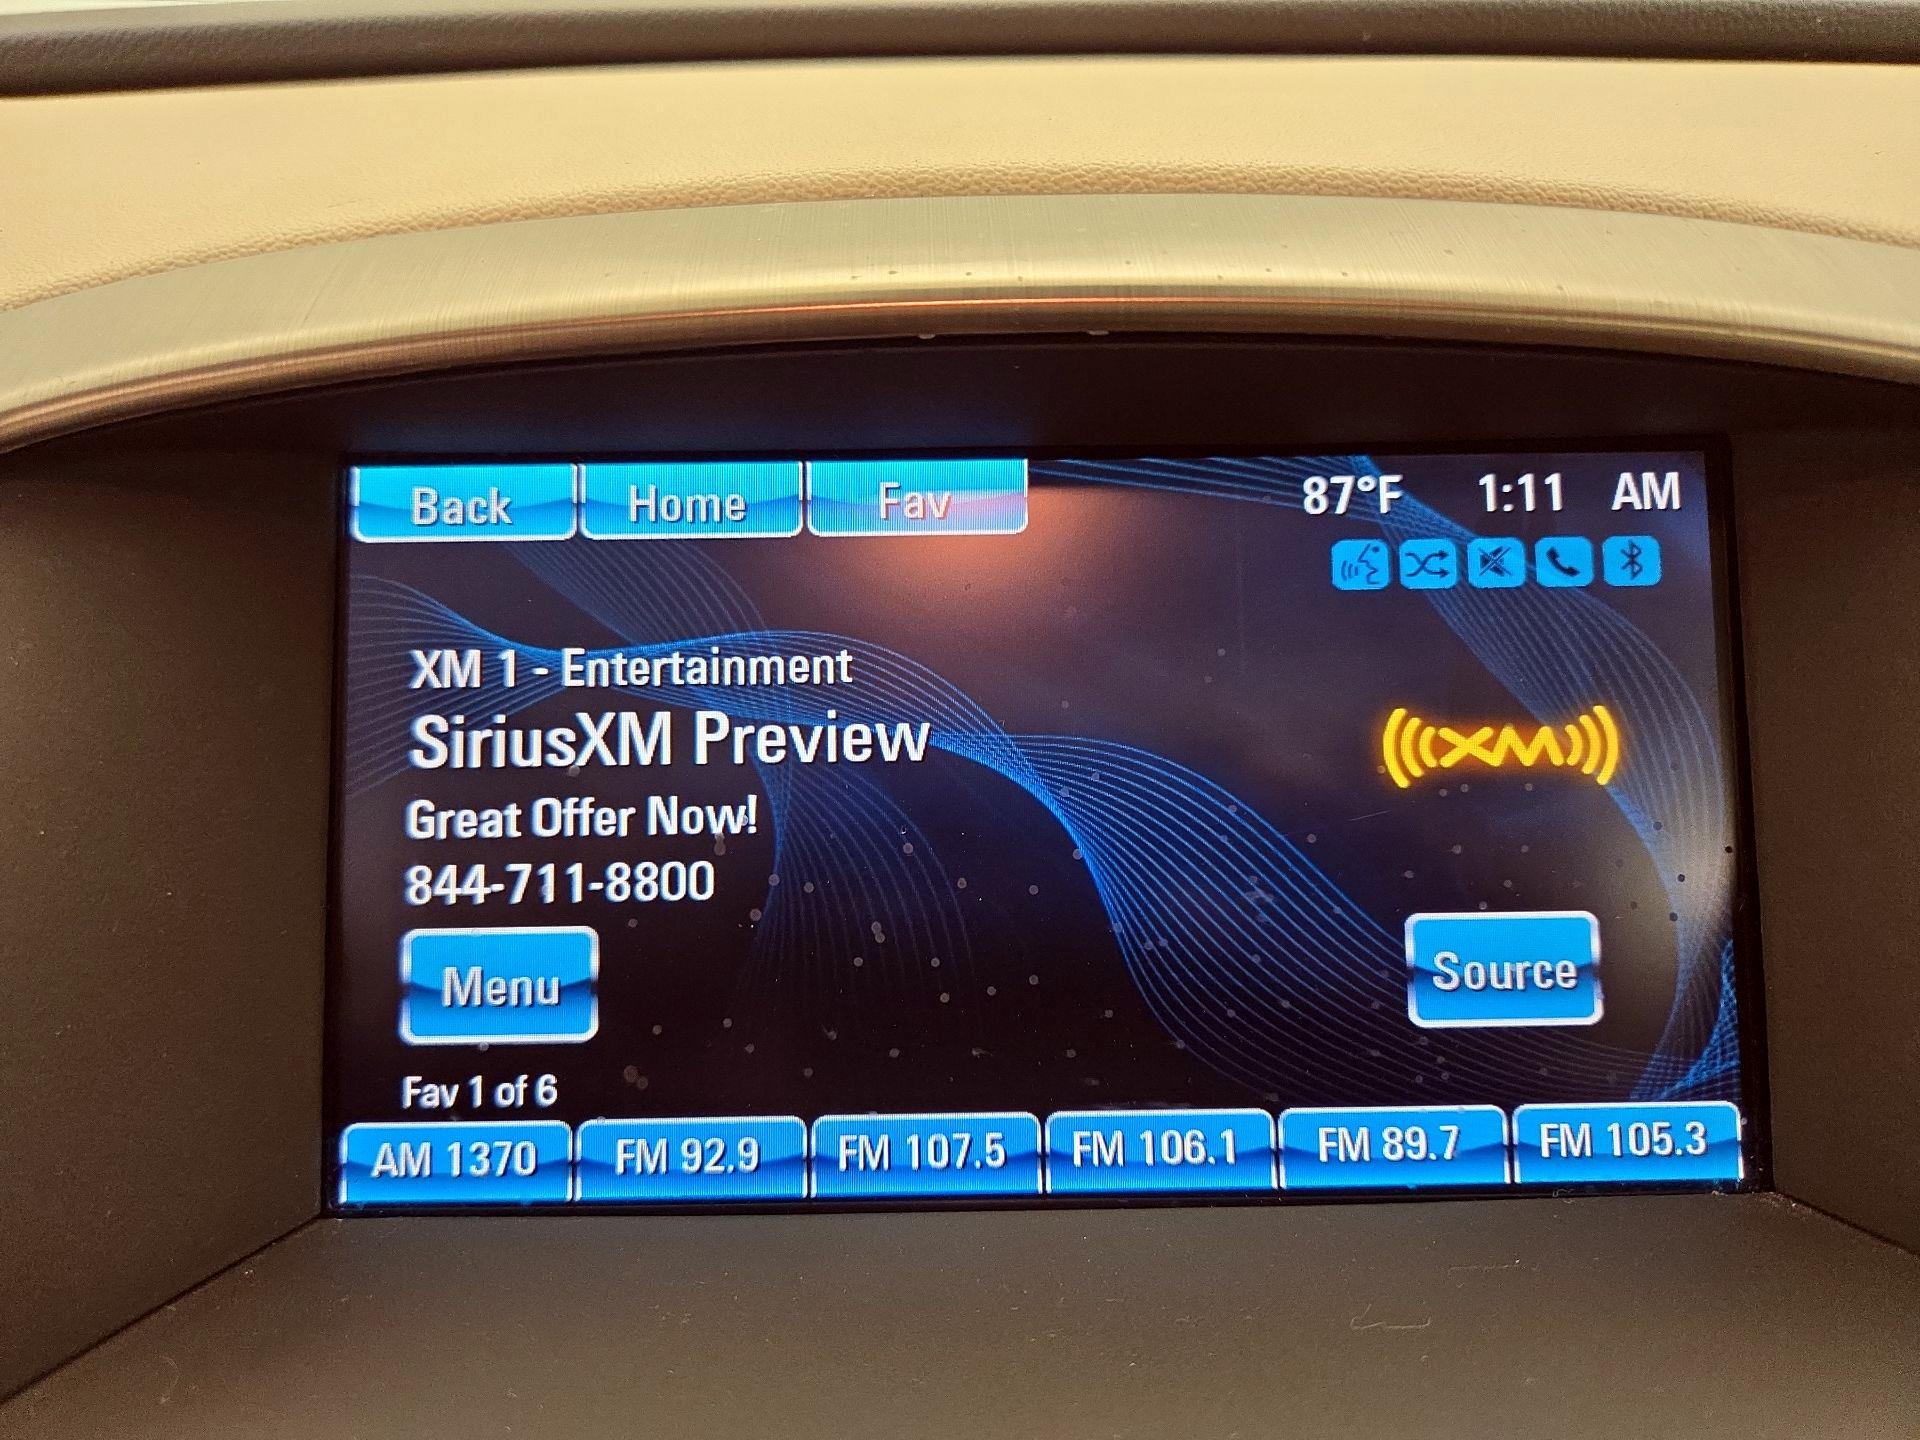 Back Home Fav 87°F 1:11 AM
XM 1 - Entertainment
SiriusXM Preview
XM
Great Offer Now!
844-711-8800
Menu Source
Fav 1 of 6
AM 1370 FM 92.9 FM 107.5 FM 106.1 FM 89.7 FM 105.3